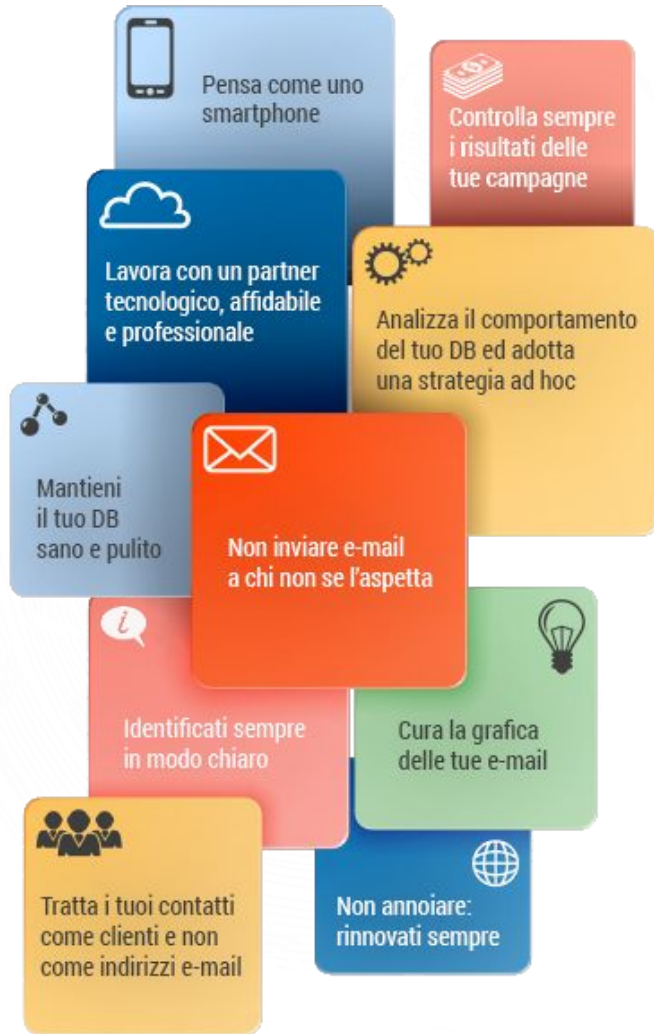 Pensa come uno
smartphone
Controlla sempre
i risultati delle
tue campagne
Lavora con un partner
tecnologico, affidabile
e professionale
Analizza il comportamento
del tuo DB ed adotta
una strategia ad hoc
Mantieni
il tuo DB
sano e pulito
Non inviare e-mail
a chi non se l'aspetta
i
Identificati sempre
in modo chiaro
Cura la grafica
delle tue e-mail
Tratta i tuoi contatti
come clienti e non
come indirizzi e-mail
Non annoiare:
rinnovati sempre